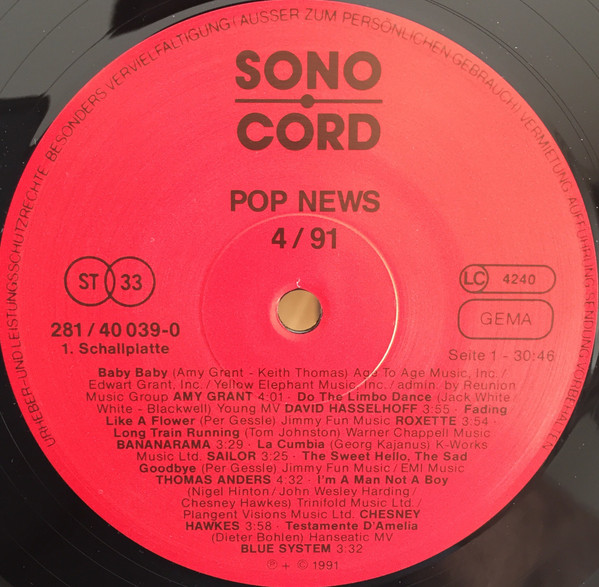 URHEBER- UND LEISTUNGSSCHUTZRECHTE · BESONDERS VERVIELFÄLTIGUNG (AUSSER ZUM PERSÖNLICHEN GEBRAUCH) VERMIETUNG AUFFÜHRUNG SENDUNG VORBEHALTEN
SONO
CORD
POP NEWS
4 / 91
ST 33
LC 4240
GEMA
281 / 40 039-0
1. Schallplatte
Seite 1 - 30:46
Baby Baby (Amy Grant - Keith Thomas) Age To Age Music, Inc. /
Edwart Grant, Inc. / Yellow Elephant Music, Inc. / admin. by Reunion
Music Group AMY GRANT 4:01 · Do The Limbo Dance (Jack White
White - Blackwell) Young MV DAVID HASSELHOFF 3:55 · Fading
Like A Flower (Per Gessle) Jimmy Fun Music ROXETTE 3:54 ·
Long Train Running (Tom Johnston) Warner Chappell Music
BANANARAMA 3:29 · La Cumbia (Georg Kajanus) K-Works
Music Ltd. SAILOR 3:25 · The Sweet Hello, The Sad
Goodbye (Per Gessle) Jimmy Fun Music / EMI Music
THOMAS ANDERS 4:32 · I'm A Man Not A Boy
(Nigel Hinton / John Wesley Harding /
Chesney Hawkes) Trinifold Music Ltd. /
Plangent Visions Music Ltd. CHESNEY
HAWKES 3:58 · Testamente D'Amelia
(Dieter Bohlen) Hanseatic MV
BLUE SYSTEM 3:32
℗ + © 1991